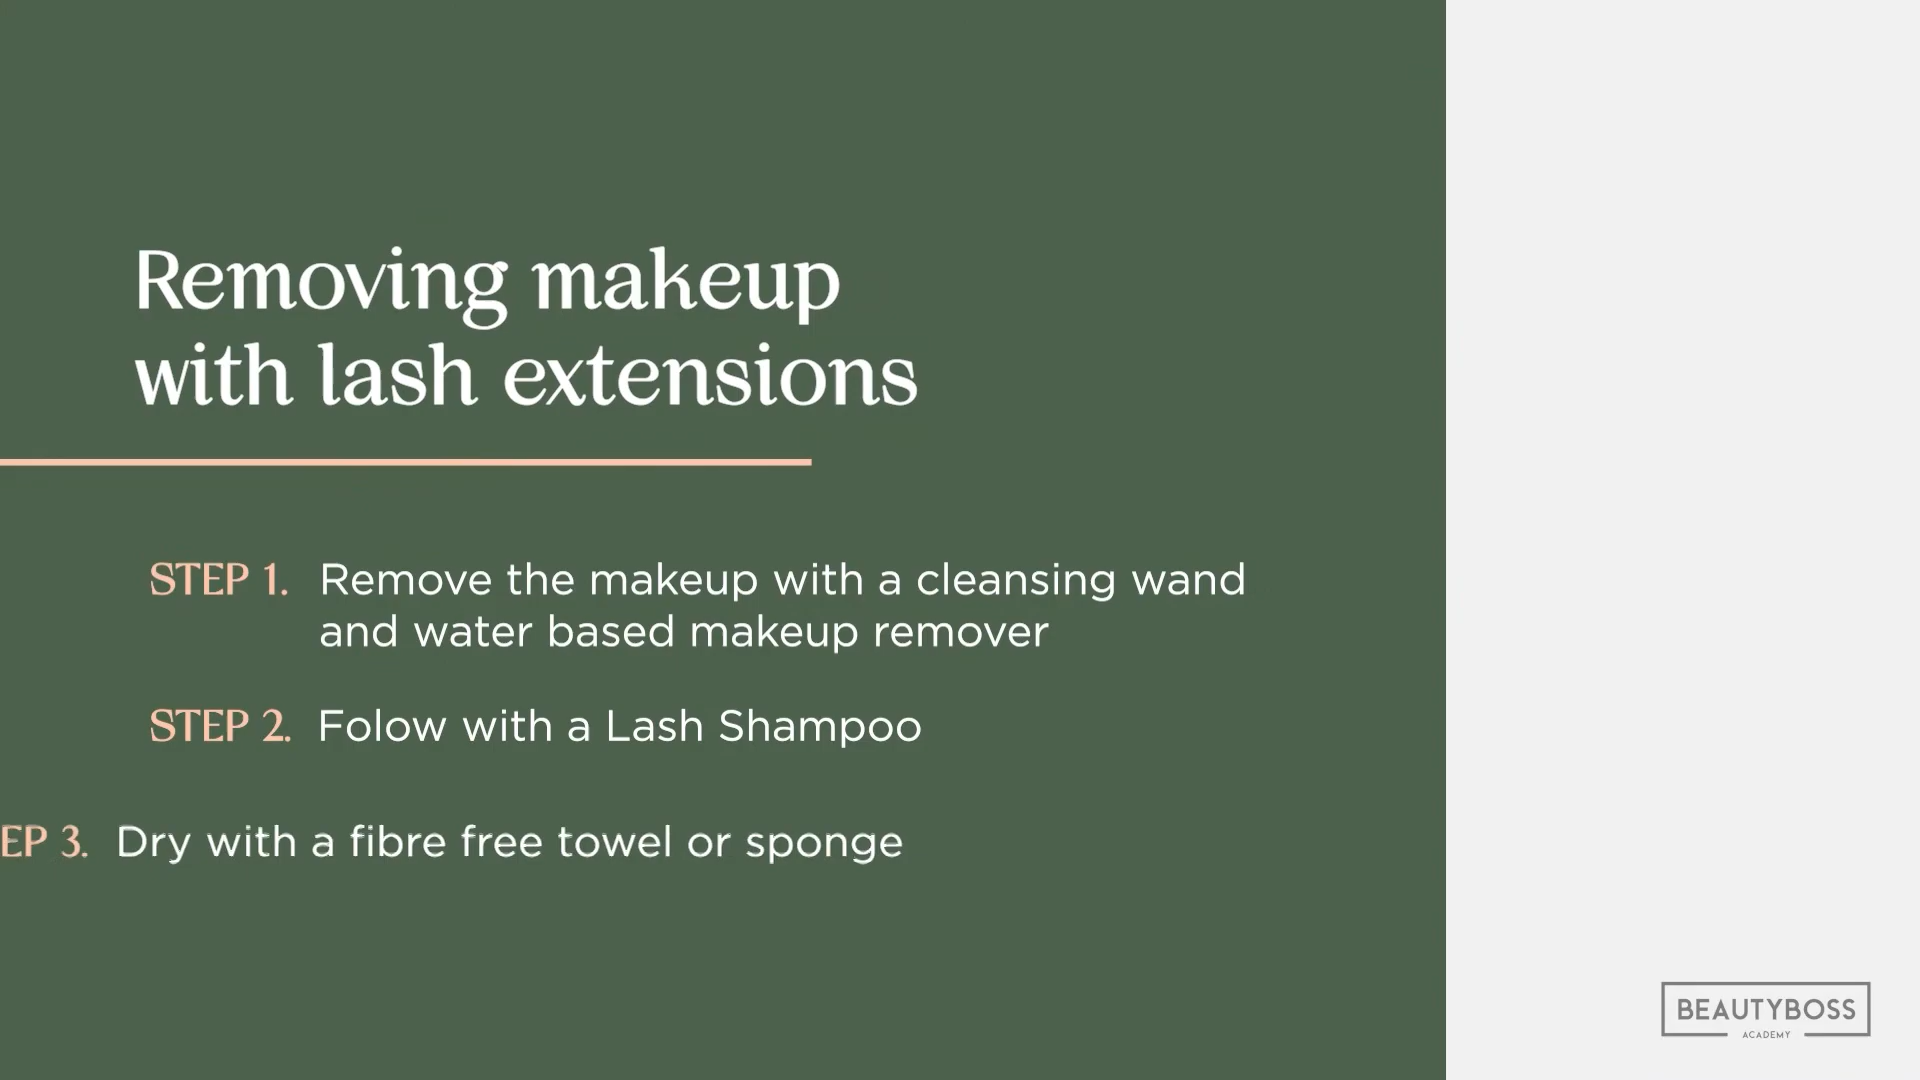 Removing makeup
with lash extensions
STEP 1. Remove the makeup with a cleansing wand
and water based makeup remover
STEP 2. Folow with a Lash Shampoo
EP 3. Dry with a fibre free towel or sponge
BEAUTYBOSS
ACADEMY